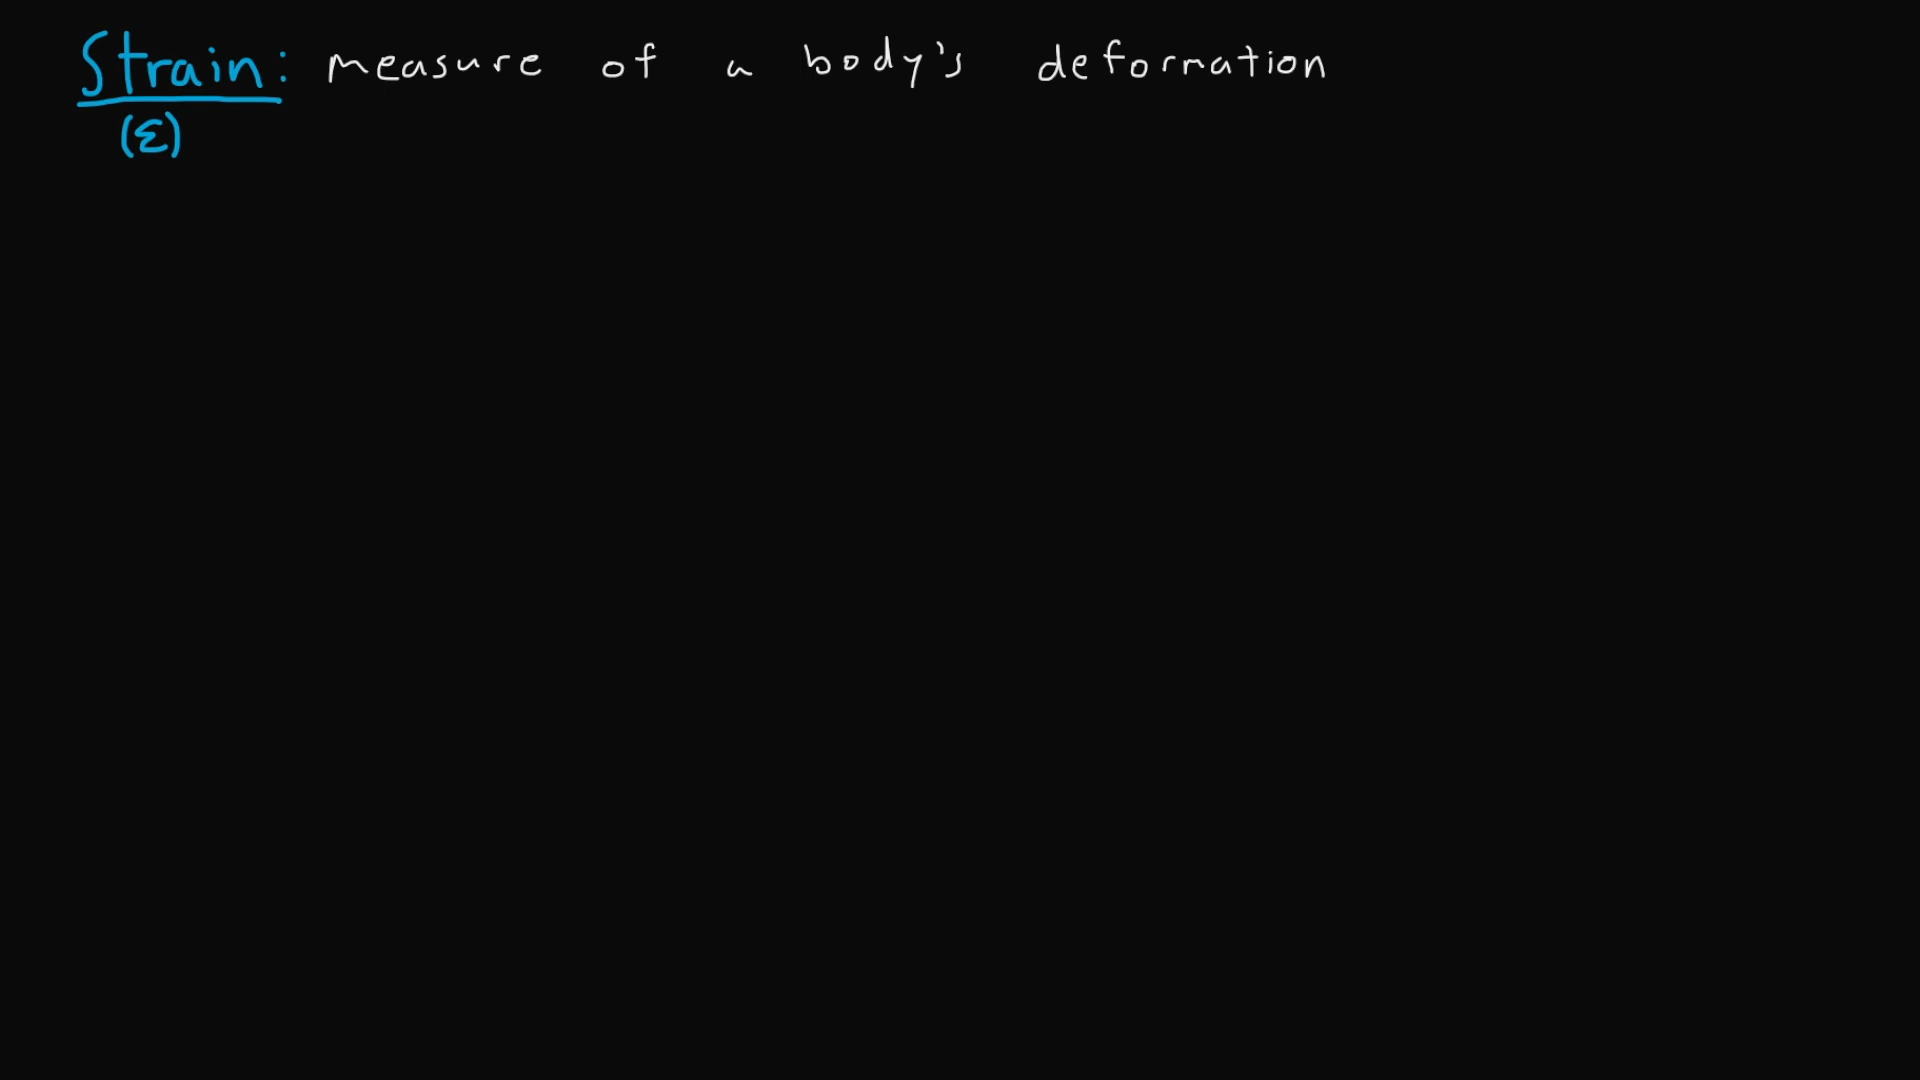 Strain: measure of a body's deformation
(ε)